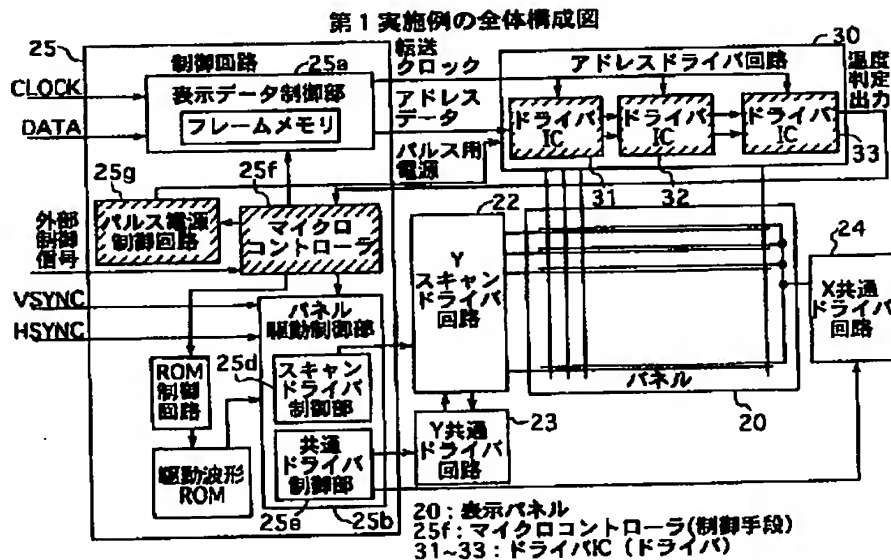 第1実施例の全体構成図
25
制御回路
25a
CLOCK
DATA
表示データ制御部
フレームメモリ
転送
クロック
アドレス
データ
パルス用
電源
30
アドレスドライバ回路
ドライバ
IC
ドライバ
IC
ドライバ
IC
温度
判定
出力
31
32
33
25g
パルス電源
制御回路
25f
マイクロ
コントローラ
外部
制御
信号
VSYNC
HSYNC
ROM
制御
回路
駆動波形
ROM
パネル
駆動制御部
25d
スキャン
ドライバ
制御部
共通
ドライバ
制御部
25e
25b
22
Y
スキャン
ドライバ
回路
Y共通
ドライバ
回路
23
パネル
20
24
X共通
ドライバ
回路
20:表示パネル
25f:マイクロコントローラ(制御手段)
31~33:ドライバIC(ドライバ)